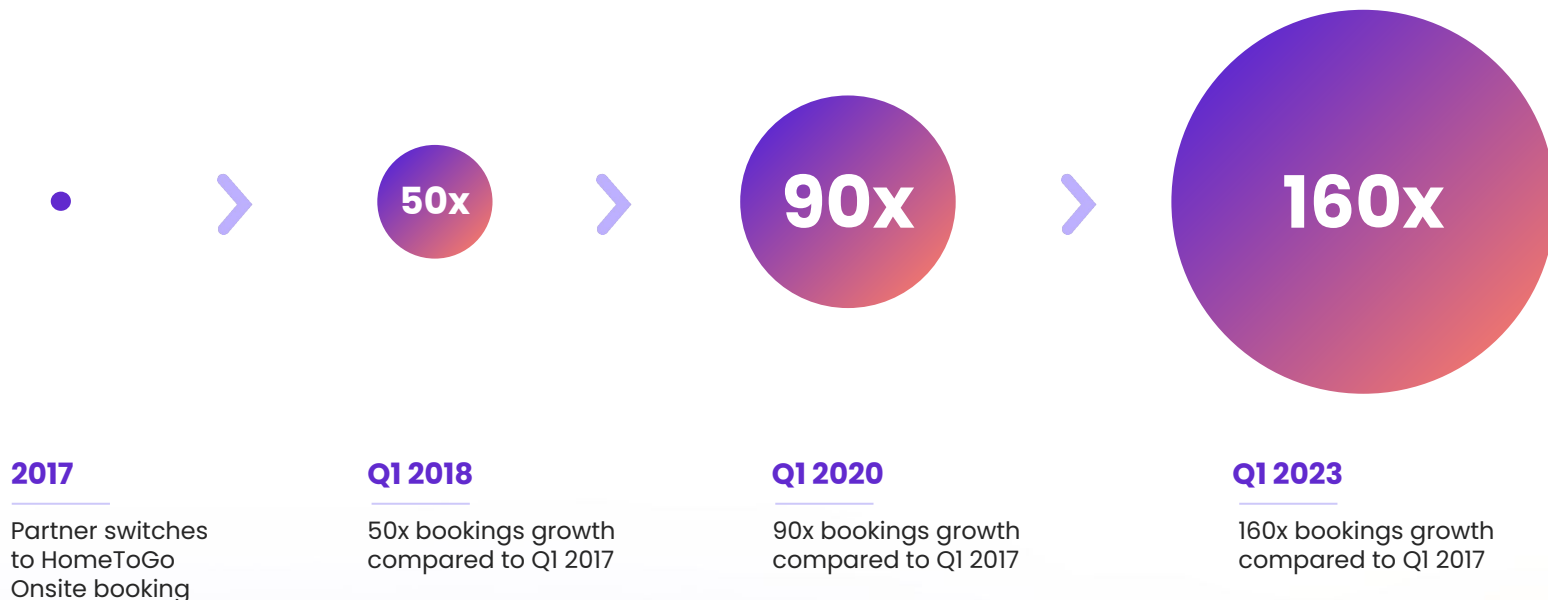 50x
90x
160x
2017
Partner switches
to HomeToGo
Onsite booking
Q1 2018
50x bookings growth
compared to Q1 2017
Q1 2020
90x bookings growth
compared to Q1 2017
Q1 2023
160x bookings growth
compared to Q1 2017